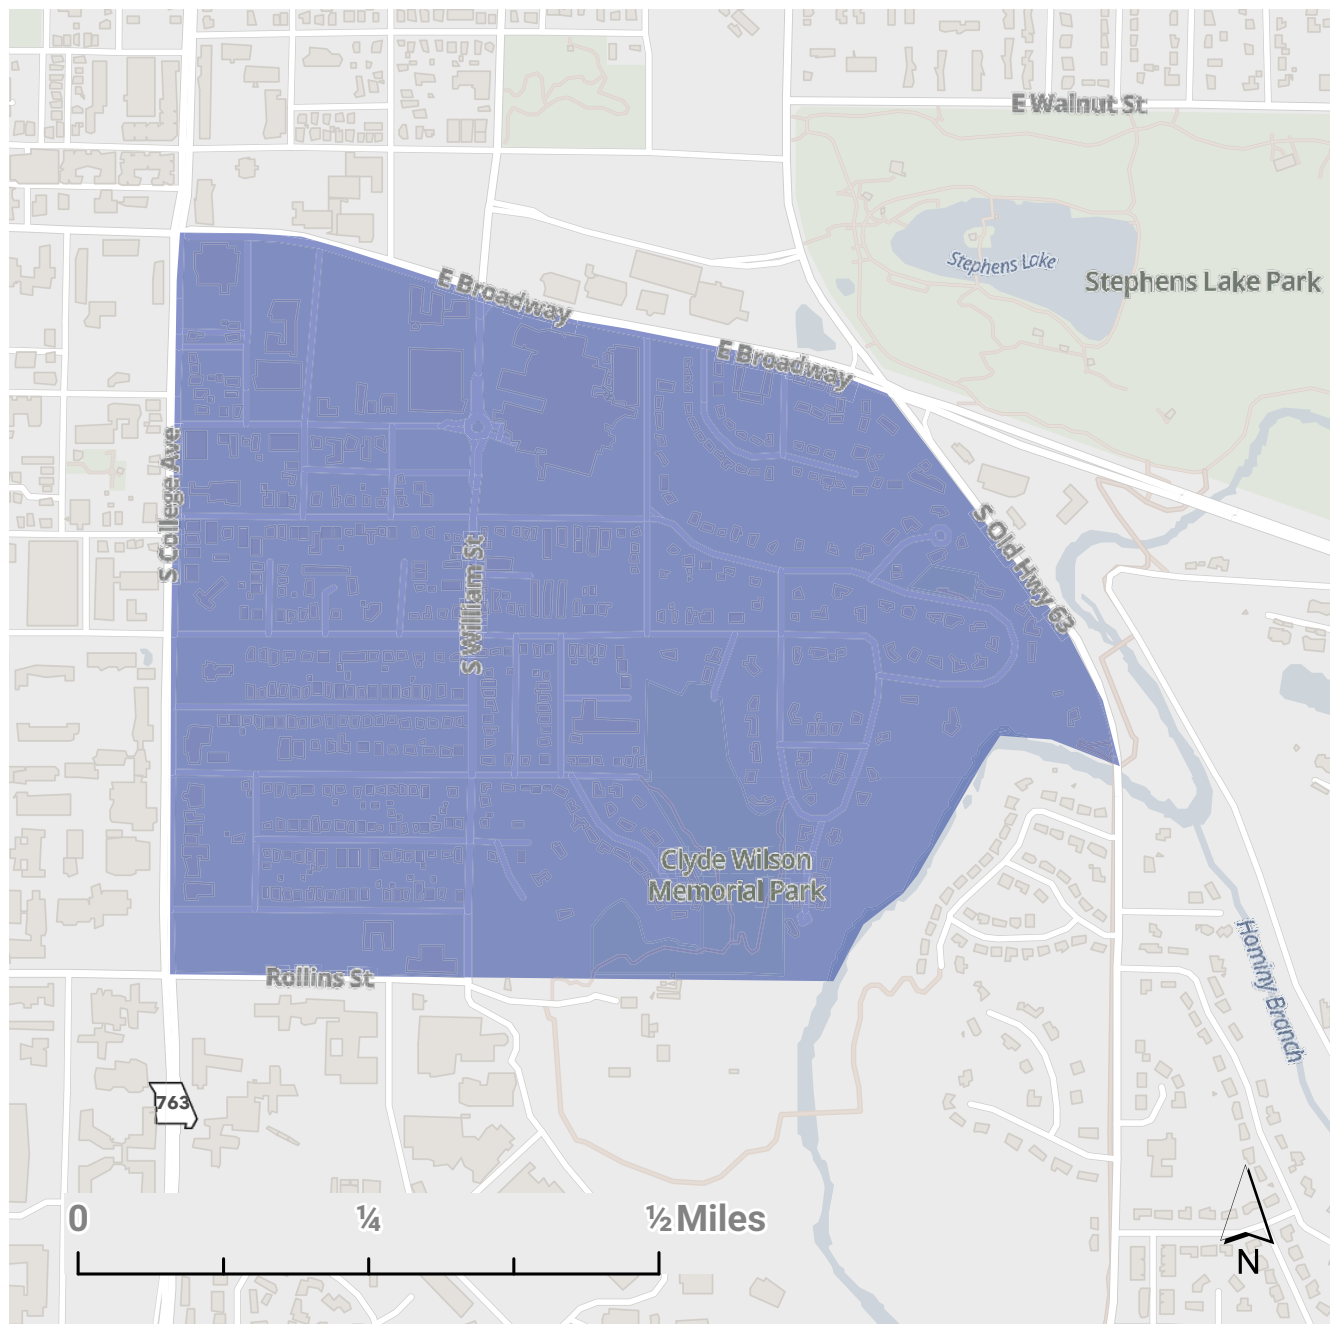 E Walnut St
Stephens Lake
Stephens Lake Park
E Broadway
E Broadway
S College Ave
S Old Hwy 63
S William St
Clyde Wilson
Memorial Park
Rollins St
Hominy Branch
763
0 ¼ ½ Miles
N